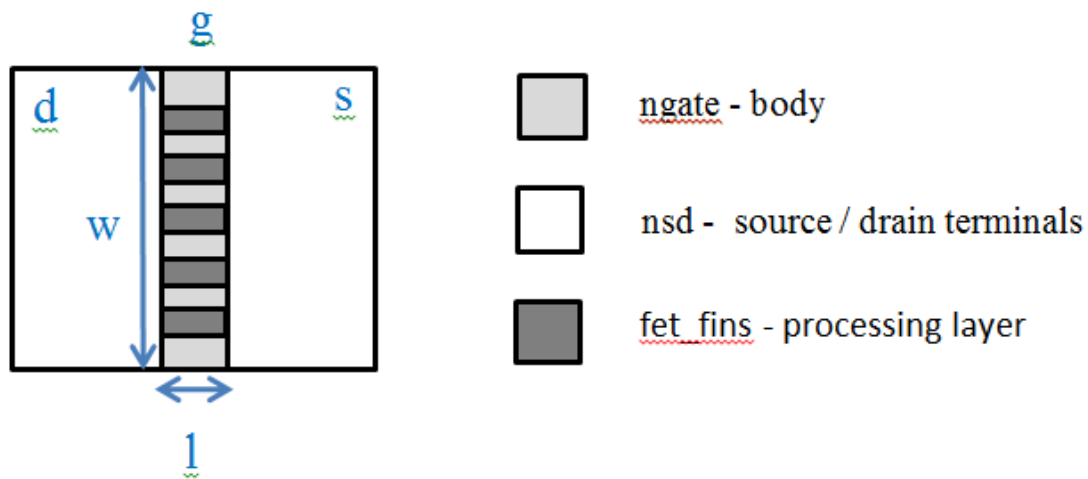 g
d
s
w
l
ngate - body
nsd -  source / drain terminals
fet_fins - processing layer